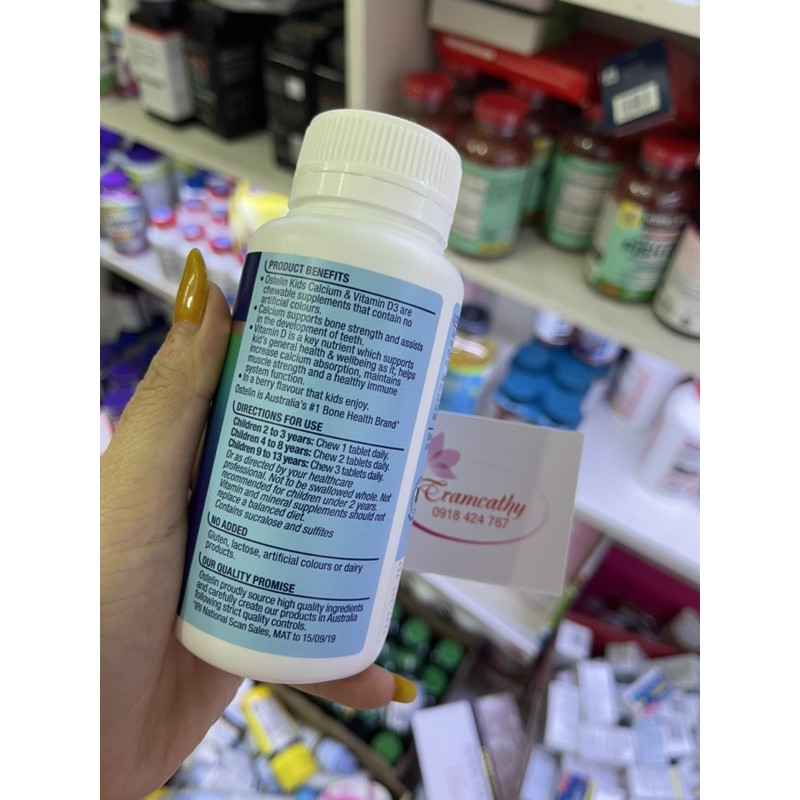 PRODUCT BENEFITS
• Ostelin Kids Calcium & Vitamin D3 are
chewable supplements that contain no
artificial colours.
• Calcium supports bone strength and assists
in the development of teeth.
• Vitamin D is a key nutrient which supports
kid's general health & wellbeing as it; helps
increase calcium absorption, maintains
muscle strength and a healthy immune
system function.
• In a berry flavour that kids enjoy.
Ostelin is Australia's #1 Bone Health Brand^
DIRECTIONS FOR USE
Children 2 to 3 years: Chew 1 tablet daily.
Children 4 to 8 years: Chew 2 tablets daily.
Children 9 to 13 years: Chew 3 tablets daily.
Or as directed by your healthcare
professional. Not to be swallowed whole. Not
recommended for children under 2 years.
Vitamin and mineral supplements should not
replace a balanced diet.
Contains sucralose and sulfites
NO ADDED
Gluten, lactose, artificial colours or dairy
products.
OUR QUALITY PROMISE
Ostelin proudly source high quality ingredients
and carefully create our products in Australia
following strict quality controls.
^IRI National Scan Sales, MAT to 15/09/19
Tramcathy
0918 424 767